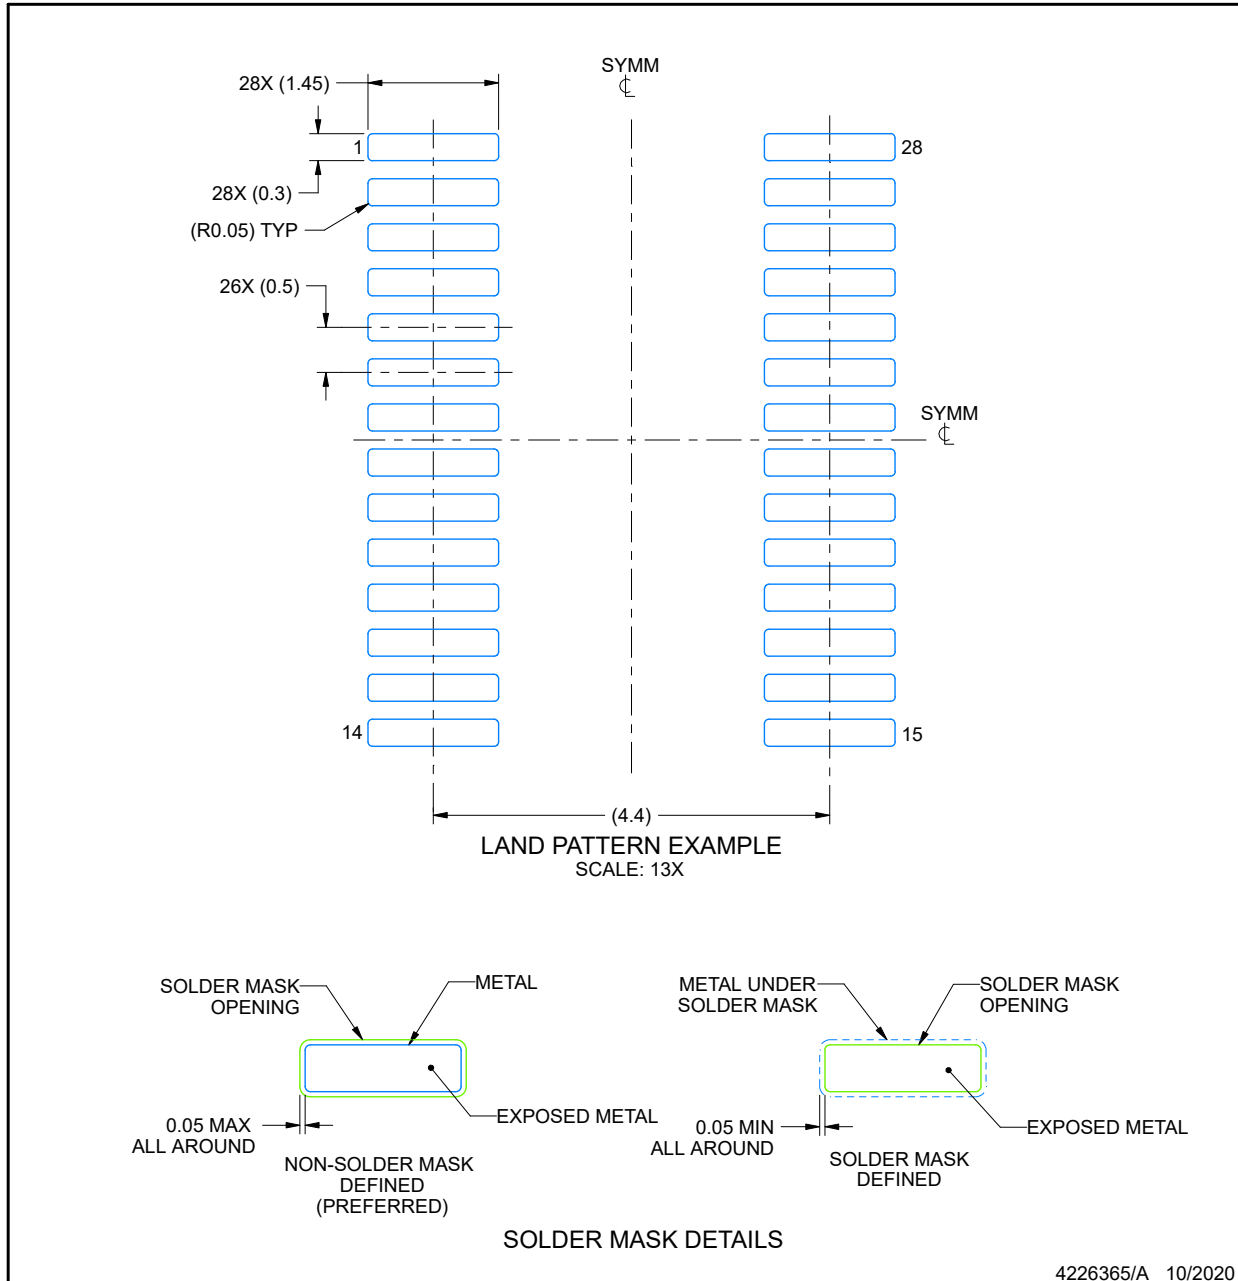 SYMM
℄
28X (1.45)
1
28
28X (0.3)
(R0.05) TYP
26X (0.5)
SYMM
℄
14
15
(4.4)
LAND PATTERN EXAMPLE
SCALE: 13X
SOLDER MASK
OPENING
METAL
EXPOSED METAL
0.05 MAX
ALL AROUND
NON-SOLDER MASK
DEFINED
(PREFERRED)
METAL UNDER
SOLDER MASK
SOLDER MASK
OPENING
EXPOSED METAL
0.05 MIN
ALL AROUND
SOLDER MASK
DEFINED
SOLDER MASK DETAILS
4226365/A 10/2020